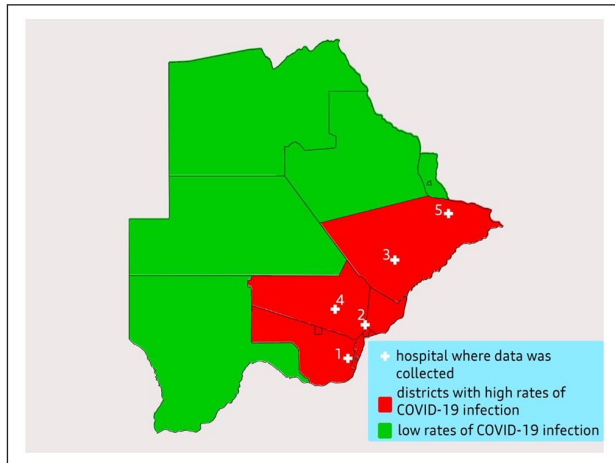 5
3
4
2
1
hospital where data was
collected
districts with high rates of
COVID-19 infection
low rates of COVID-19 infection